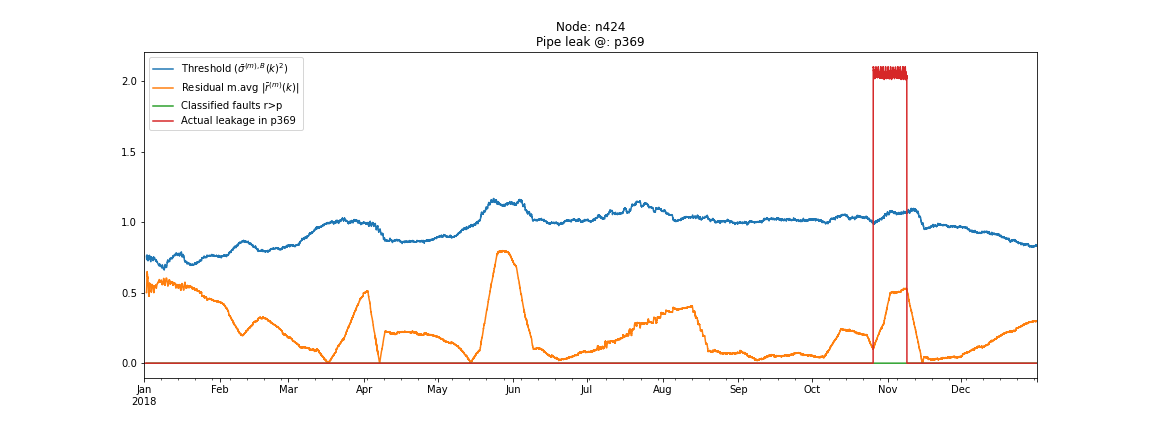 Node: n424
Pipe leak @: p369
Threshold (σ̄⁽ᵐ⁾,ᴮ(k)²)
Residual m.avg |r̄⁽ᵐ⁾(k)|
Classified faults r>p
Actual leakage in p369
2.0
1.5
1.0
0.5
0.0
Jan Feb Mar Apr May Jun Jul Aug Sep Oct Nov Dec
2018